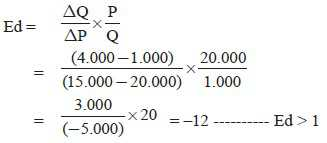 Ed = ΔQ/ΔP × P/Q
= (4.000 – 1.000)/(15.000 – 20.000) × 20.000/1.000
= 3.000/(–5.000) × 20 = –12 ---------- Ed > 1